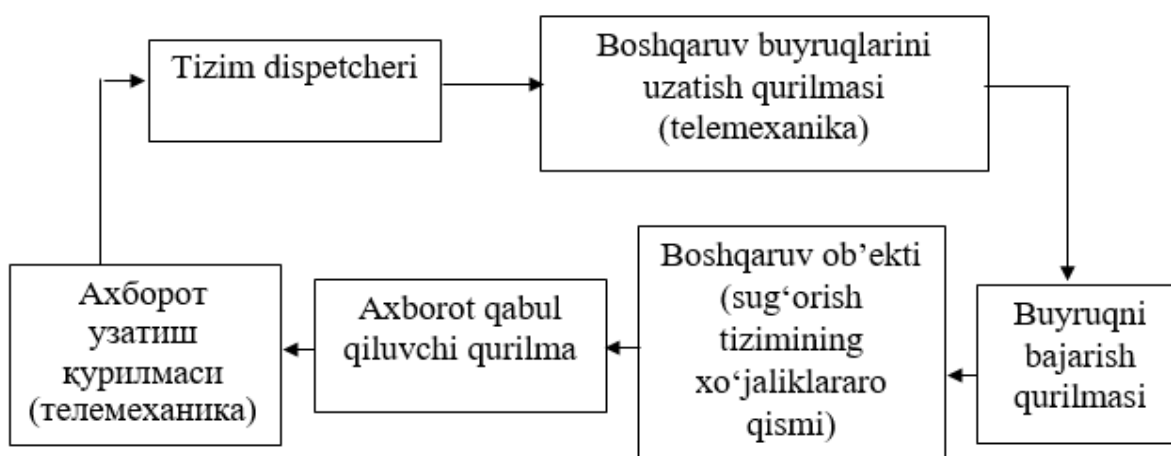 Tizim dispetcheri
Boshqaruv buyruqlarini
uzatish qurilmasi
(telemexanika)
Ахборот
узатиш
қурилмаси
(телемеханика)
Axborot qabul
qiluvchi qurilma
Boshqaruv ob’ekti
(sug‘orish
tizimining
xo‘jaliklararo
qismi)
Buyruqni
bajarish
qurilmasi